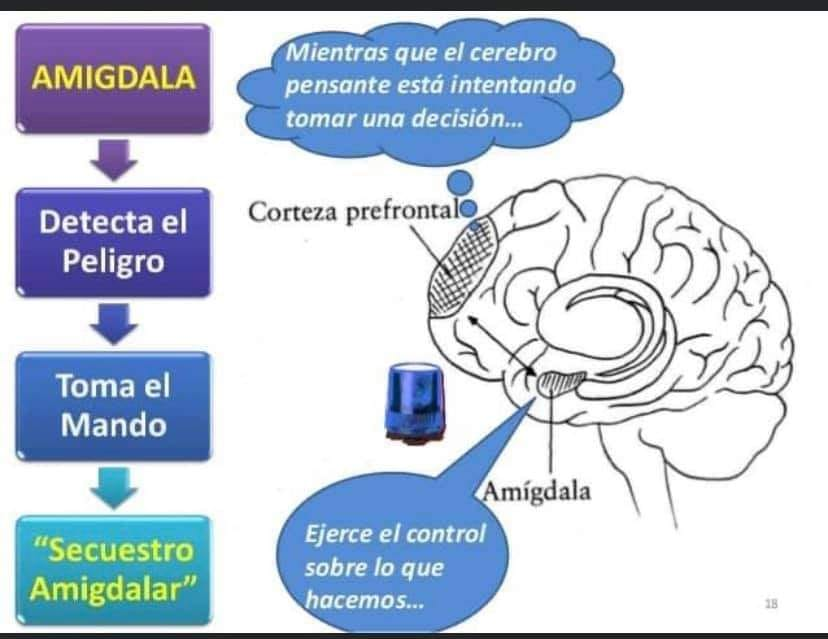 AMIGDALA
Detecta el
Peligro
Toma el
Mando
“Secuestro
Amigdalar”
Mientras que el cerebro
pensante está intentando
tomar una decisión...
Corteza prefrontal
Amígdala
Ejerce el control
sobre lo que
hacemos...
18